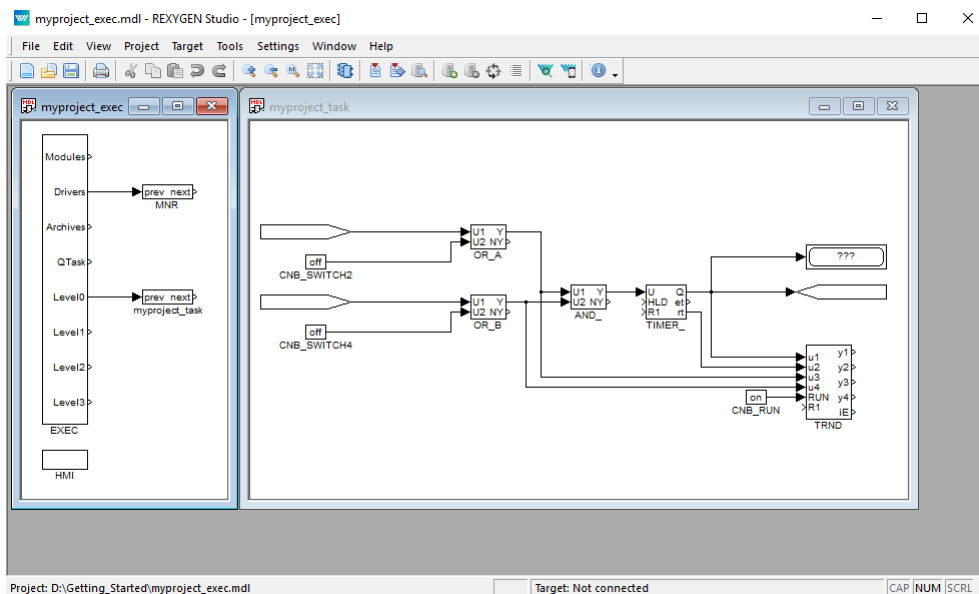 myproject_exec.mdl - REXYGEN Studio - [myproject_exec]
File Edit View Project Target Tools Settings Window Help
myproject_exec
Modules
Drivers
prev next
MNR
Archives
QTask
Level0
prev next
myproject_task
Level1
Level2
Level3
EXEC
HMI
myproject_task
U1 Y
U2 NY
OR_A
off
CNB_SWITCH2
U1 Y
U2 NY
OR_B
off
CNB_SWITCH4
U1 Y
U2 NY
AND_
U Q
HLD et
R1 rt
TIMER_
???
u1 y1
u2 y2
u3 y3
u4 y4
RUN
R1 iE
TRND
on
CNB_RUN
Project: D:\Getting_Started\myproject_exec.mdl Target: Not connected CAP NUM SCRL